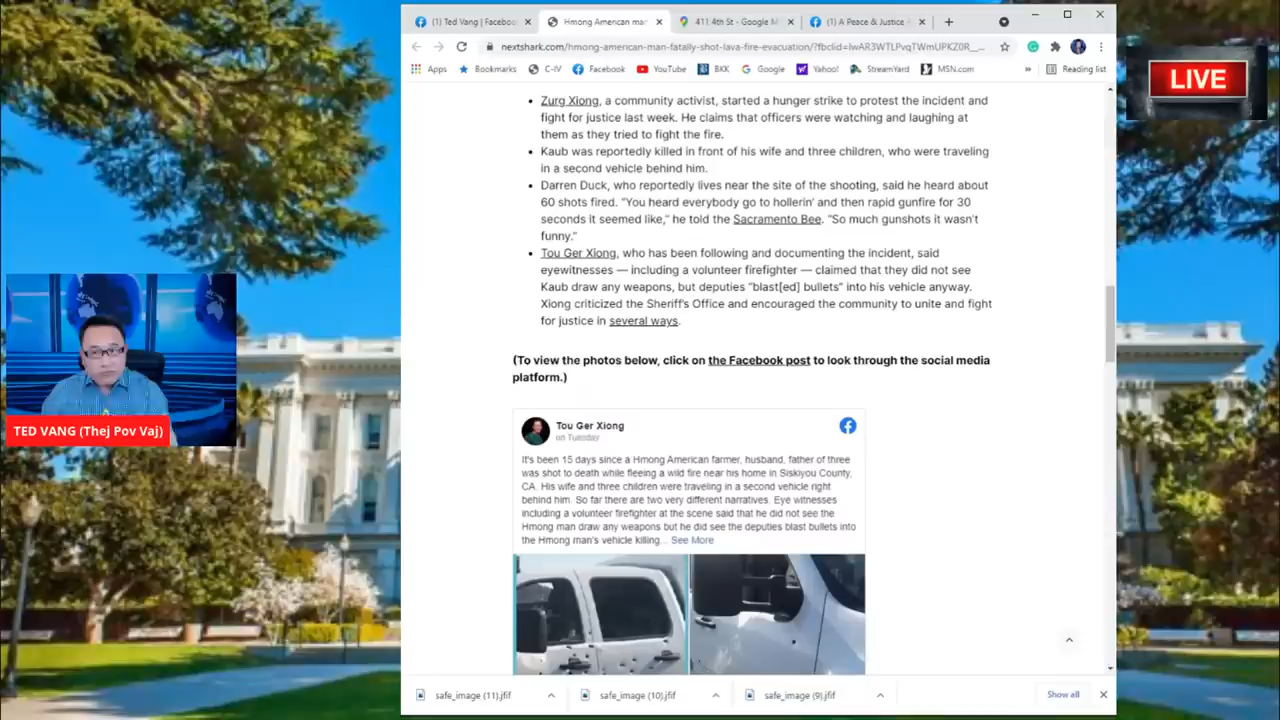 (1) Ted Vang | Faceboo
Hmong American man
411 4th St - Google M
(1) A Peace & Justice
nextshark.com/hmong-american-man-fatally-shot-lava-fire-evacuation/?fbclid=IwAR3WTLPvqTWmUPKZ0R__...
Apps
Bookmarks
C-IV
Facebook
YouTube
BKK
Google
Yahoo!
StreamYard
MSN.com
»
Reading list
LIVE
• Zurg Xiong, a community activist, started a hunger strike to protest the incident and
fight for justice last week. He claims that officers were watching and laughing at
them as they tried to fight the fire.
• Kaub was reportedly killed in front of his wife and three children, who were traveling
in a second vehicle behind him.
• Darren Duck, who reportedly lives near the site of the shooting, said he heard about
60 shots fired. “You heard everybody go to hollerin’ and then rapid gunfire for 30
seconds it seemed like,” he told the Sacramento Bee. “So much gunshots it wasn’t
funny.”
• Tou Ger Xiong, who has been following and documenting the incident, said
eyewitnesses — including a volunteer firefighter — claimed that they did not see
Kaub draw any weapons, but deputies “blast[ed] bullets” into his vehicle anyway.
Xiong criticized the Sheriff’s Office and encouraged the community to unite and fight
for justice in several ways.
(To view the photos below, click on the Facebook post to look through the social media
platform.)
TED VANG (Thej Pov Vaj)
Tou Ger Xiong
on Tuesday
It's been 15 days since a Hmong American farmer, husband, father of three
was shot to death while fleeing a wild fire near his home in Siskiyou County,
CA. His wife and three children were traveling in a second vehicle right
behind him. So far there are two very different narratives. Eye witnesses
including a volunteer firefighter at the scene said that he did not see the
Hmong man draw any weapons but he did see the deputies blast bullets into
the Hmong man's vehicle killing... See More
safe_image (11).jfif
safe_image (10).jfif
safe_image (9).jfif
Show all